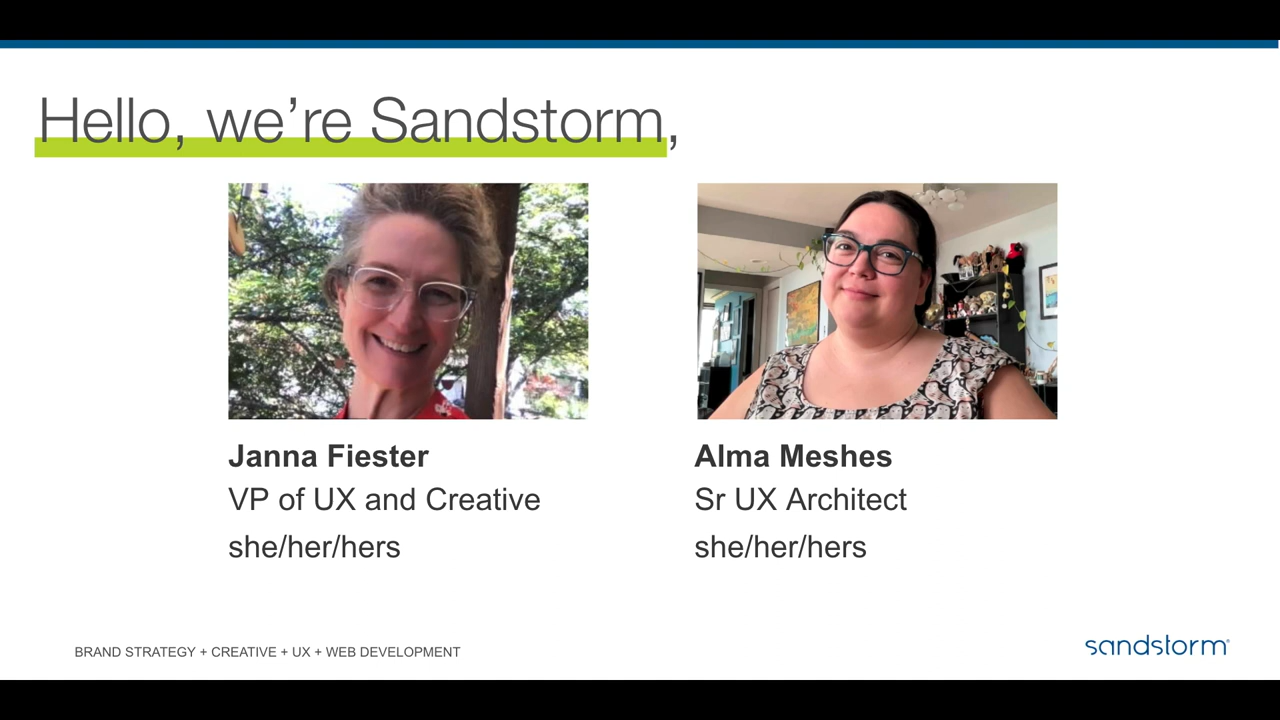 Hello, we’re Sandstorm,
Janna Fiester
VP of UX and Creative
she/her/hers
Alma Meshes
Sr UX Architect
she/her/hers
BRAND STRATEGY + CREATIVE + UX + WEB DEVELOPMENT
sandstorm®